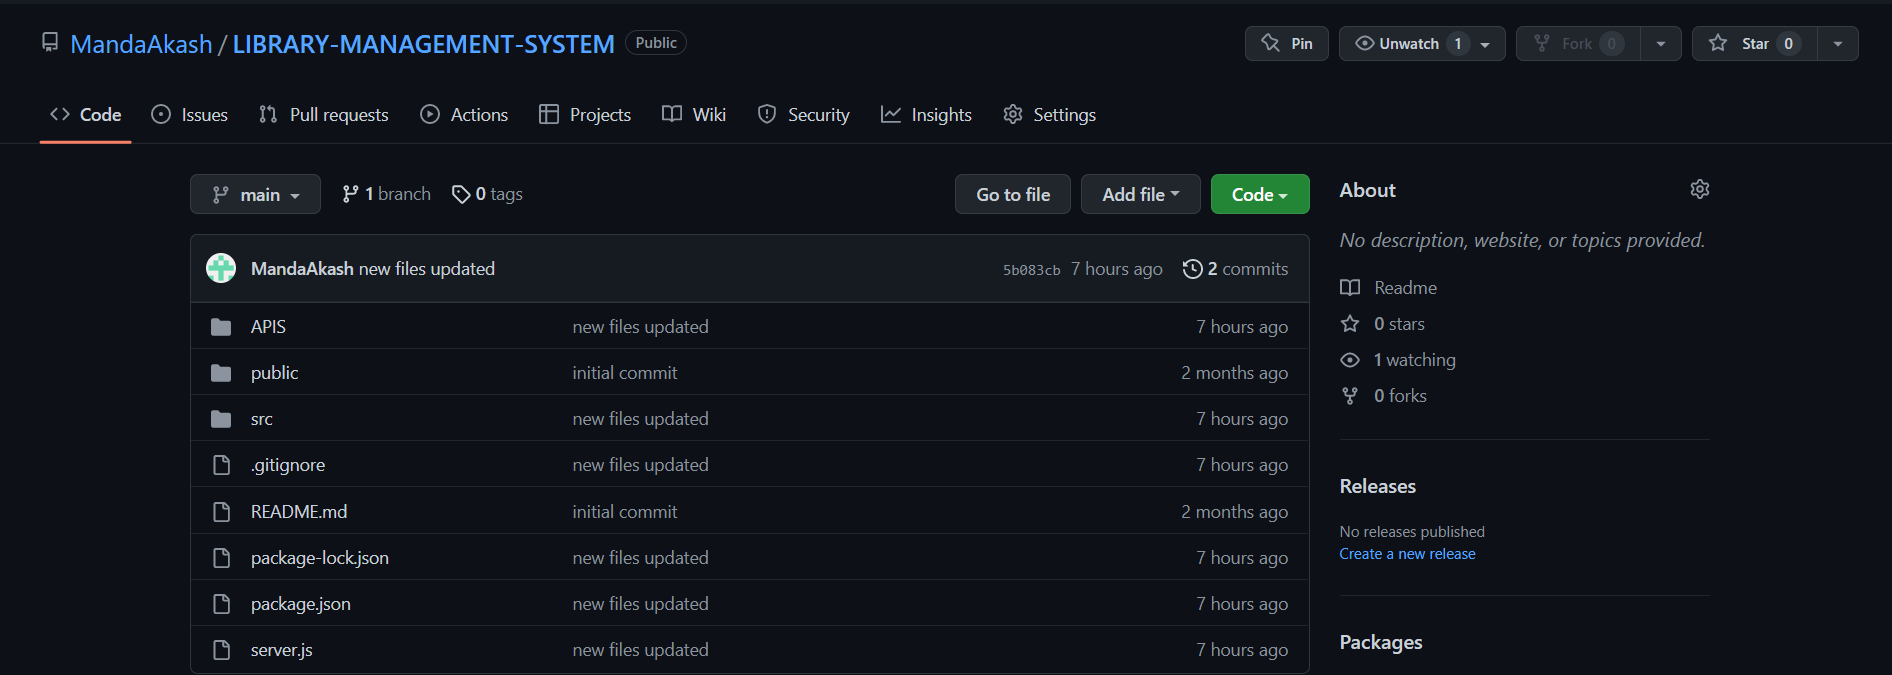 MandaAkash / LIBRARY-MANAGEMENT-SYSTEM Public Pin Unwatch 1 Fork 0 Star 0
Code Issues Pull requests Actions Projects Wiki Security Insights Settings
main 1 branch 0 tags Go to file Add file Code
MandaAkash new files updated 5b083cb 7 hours ago 2 commits
APIS new files updated 7 hours ago
public initial commit 2 months ago
src new files updated 7 hours ago
.gitignore new files updated 7 hours ago
README.md initial commit 2 months ago
package-lock.json new files updated 7 hours ago
package.json new files updated 7 hours ago
server.js new files updated 7 hours ago
About
No description, website, or topics provided.
Readme
0 stars
1 watching
0 forks
Releases
No releases published
Create a new release
Packages